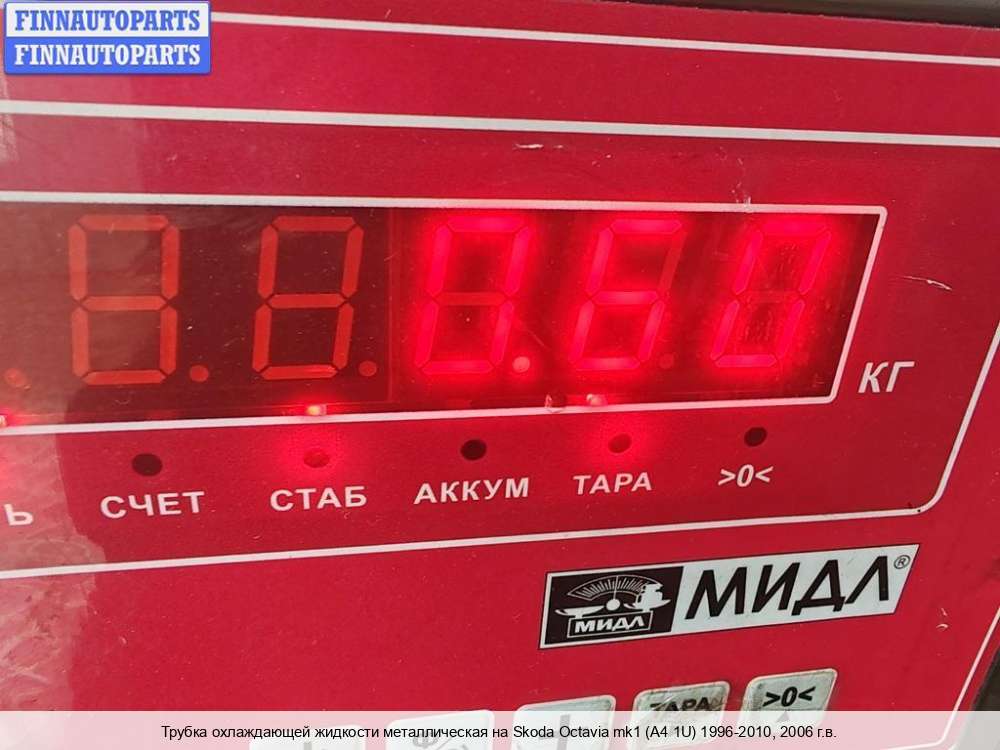 FINNAUTOPARTS
FINNAUTOPARTS
0.60
КГ
Ь СЧЕТ СТАБ АККУМ ТАРА >0<
МИДЛ МИДЛ®
ТАРА >0<
Трубка охлаждающей жидкости металлическая на Skoda Octavia mk1 (A4 1U) 1996-2010, 2006 г.в.